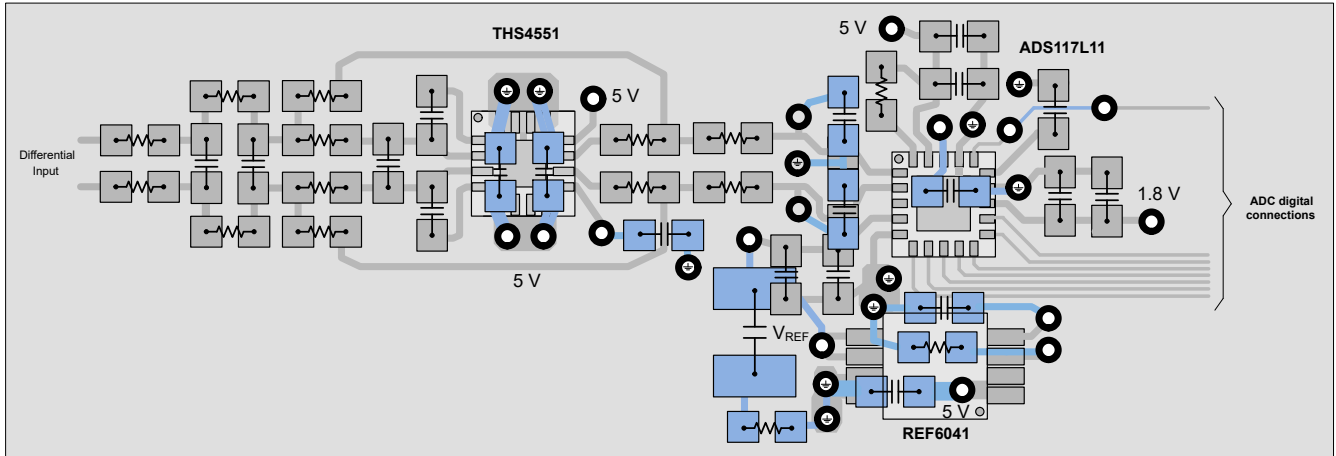 THS4551
5 V
ADS117L11
5 V
Differential
Input
1.8 V
ADC digital
connections
5 V
VREF
5 V
REF6041